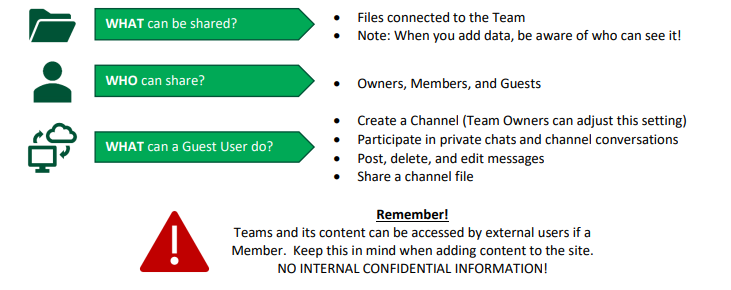 WHAT can be shared?
• Files connected to the Team
• Note: When you add data, be aware of who can see it!
WHO can share?
• Owners, Members, and Guests
WHAT can a Guest User do?
• Create a Channel (Team Owners can adjust this setting)
• Participate in private chats and channel conversations
• Post, delete, and edit messages
• Share a channel file
Remember!
Teams and its content can be accessed by external users if a
Member. Keep this in mind when adding content to the site.
NO INTERNAL CONFIDENTIAL INFORMATION!